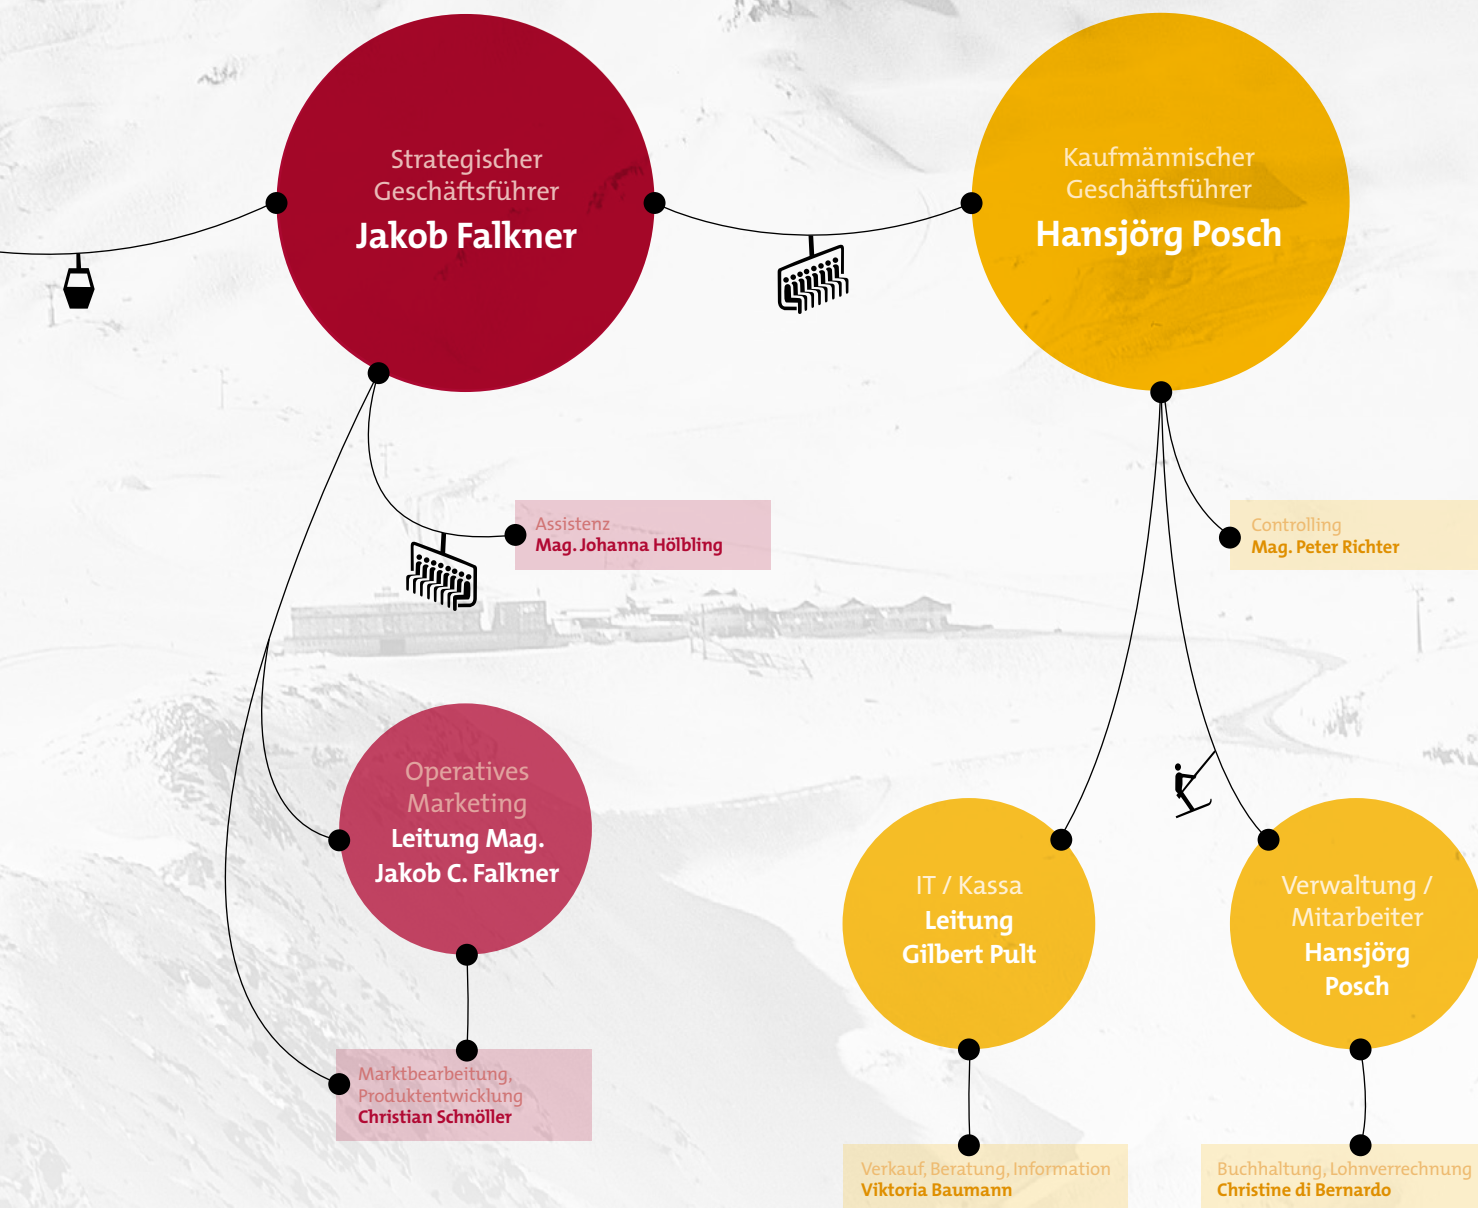 Strategischer
Geschäftsführer
Jakob Falkner
Kaufmännischer
Geschäftsführer
Hansjörg Posch
Assistenz
Mag. Johanna Hölbling
Controlling
Mag. Peter Richter
Operatives
Marketing
Leitung Mag.
Jakob C. Falkner
IT / Kassa
Leitung
Gilbert Pult
Verwaltung /
Mitarbeiter
Hansjörg
Posch
Marktbearbeitung,
Produktentwicklung
Christian Schnöller
Verkauf, Beratung, Information
Viktoria Baumann
Buchhaltung, Lohnverrechnung
Christine di Bernardo